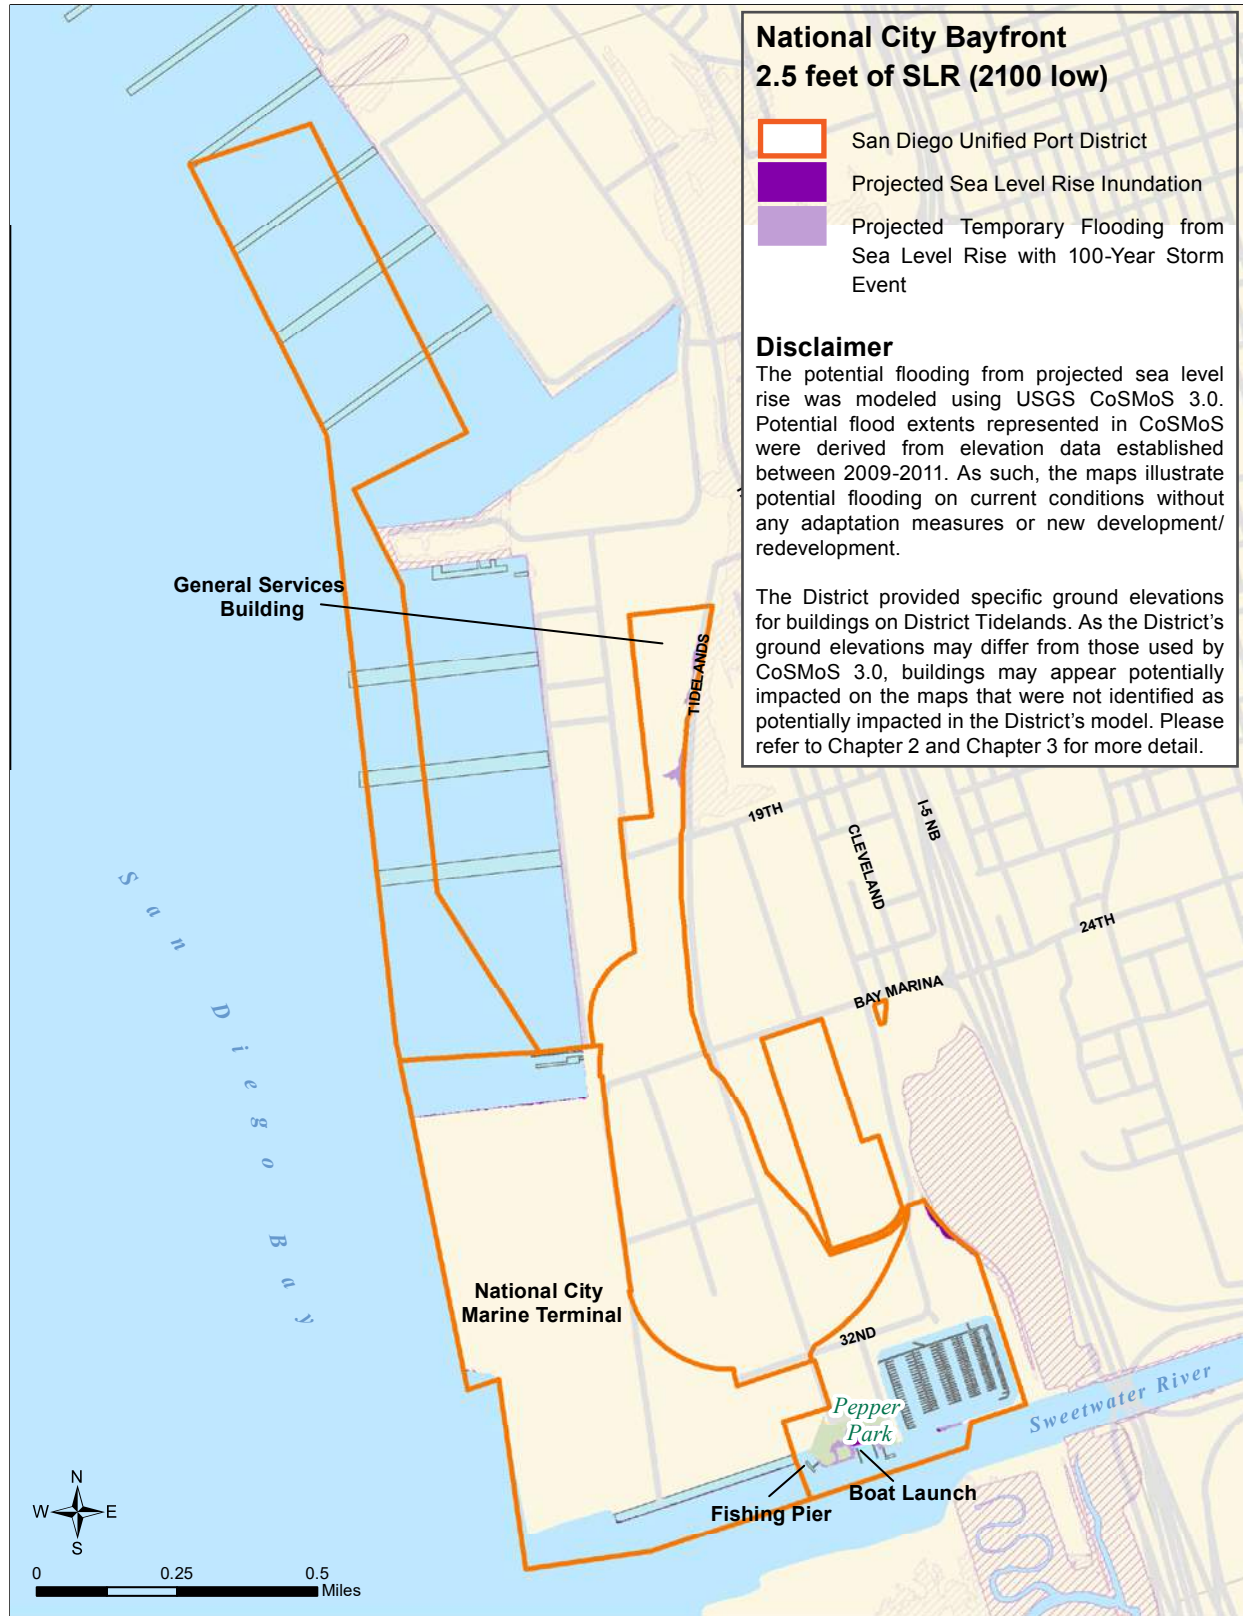 National City Bayfront
2.5 feet of SLR (2100 low)
San Diego Unified Port District
Projected Sea Level Rise Inundation
Projected Temporary Flooding from
Sea Level Rise with 100-Year Storm
Event
Disclaimer
The potential flooding from projected sea level
rise was modeled using USGS CoSMoS 3.0.
Potential flood extents represented in CoSMoS
were derived from elevation data established
between 2009-2011. As such, the maps illustrate
potential flooding on current conditions without
any adaptation measures or new development/
redevelopment.
The District provided specific ground elevations
for buildings on District Tidelands. As the District’s
ground elevations may differ from those used by
CoSMoS 3.0, buildings may appear potentially
impacted on the maps that were not identified as
potentially impacted in the District’s model. Please
refer to Chapter 2 and Chapter 3 for more detail.
General Services
Building
TIDELANDS
19TH
CLEVELAND
I-5 NB
24TH
BAY MARINA
San Diego Bay
National City
Marine Terminal
32ND
Pepper
Park
Sweetwater River
Boat Launch
Fishing Pier
N
W E
S
0 0.25 0.5
Miles